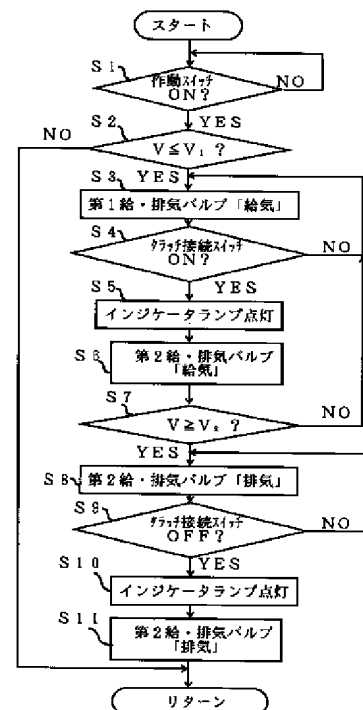 スタート
S1
作動スイッチ
ON?
NO
YES
S2
NO
V≦V₁?
YES
S3
第1給・排気バルブ「給気」
S4
クラッチ接続スイッチ
ON?
NO
YES
S5
インジケータランプ点灯
S6
第2給・排気バルブ
「給気」
S7
V≧V₂?
NO
YES
S8
第2給・排気バルブ「排気」
S9
クラッチ接続スイッチ
OFF?
NO
YES
S10
インジケータランプ点灯
S11
第2給・排気バルブ
「排気」
リターン